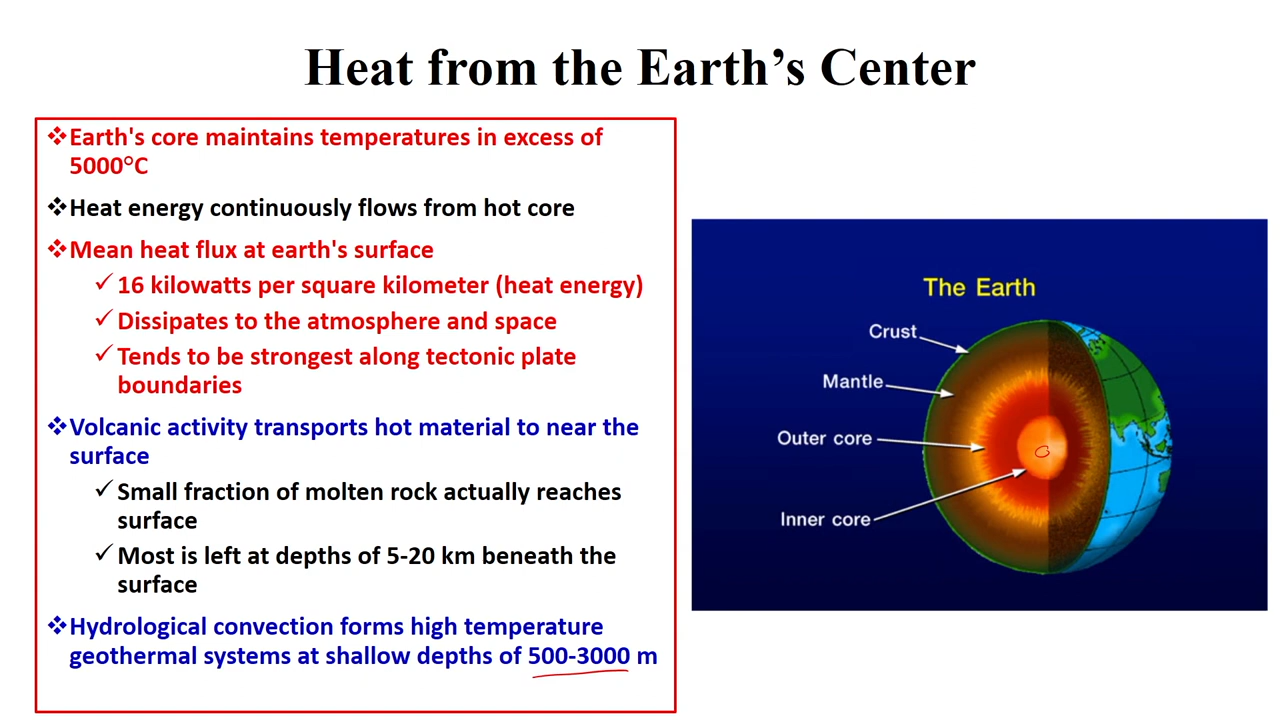 Heat from the Earth’s Center
❖Earth's core maintains temperatures in excess of
5000°C
❖Heat energy continuously flows from hot core
❖Mean heat flux at earth's surface
✓16 kilowatts per square kilometer (heat energy)
✓Dissipates to the atmosphere and space
✓Tends to be strongest along tectonic plate
boundaries
❖Volcanic activity transports hot material to near the
surface
✓Small fraction of molten rock actually reaches
surface
✓Most is left at depths of 5-20 km beneath the
surface
❖Hydrological convection forms high temperature
geothermal systems at shallow depths of 500-3000 m
The Earth
Crust
Mantle
Outer core
Inner core